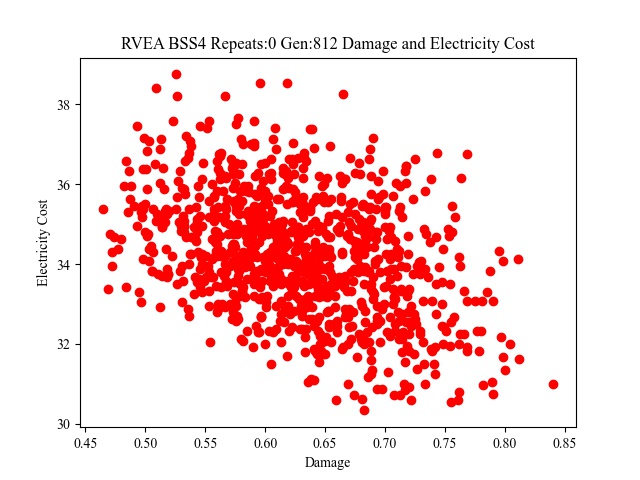 RVEA BSS4 Repeats:0 Gen:812 Damage and Electricity Cost
38
36
34
32
30
Electricity Cost
0.45 0.50 0.55 0.60 0.65 0.70 0.75 0.80 0.85
Damage